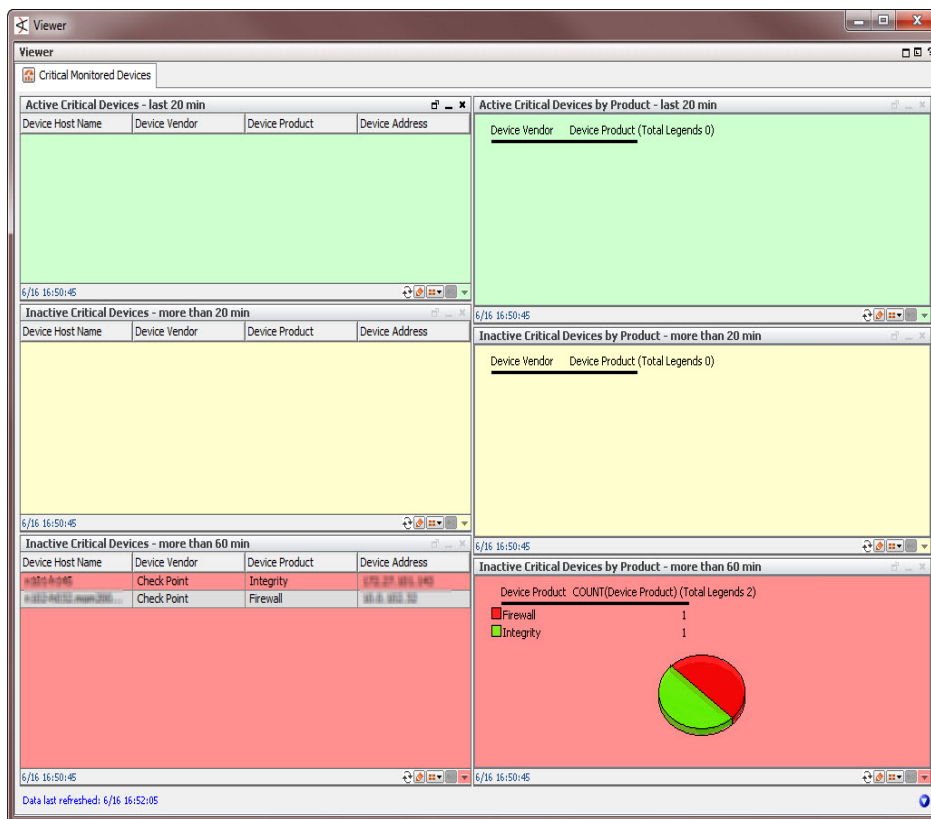 Viewer
Viewer
Critical Monitored Devices
Active Critical Devices - last 20 min
Device Host Name Device Vendor Device Product Device Address
6/16 16:50:45
Active Critical Devices by Product - last 20 min
Device Vendor Device Product (Total Legends 0)
6/16 16:50:45
Inactive Critical Devices - more than 20 min
Device Host Name Device Vendor Device Product Device Address
6/16 16:50:45
Inactive Critical Devices by Product - more than 20 min
Device Vendor Device Product (Total Legends 0)
6/16 16:50:45
Inactive Critical Devices - more than 60 min
Device Host Name Device Vendor Device Product Device Address
Check Point Integrity
Check Point Firewall
6/16 16:50:45
Inactive Critical Devices by Product - more than 60 min
Device Product COUNT(Device Product) (Total Legends 2)
Firewall 1
Integrity 1
6/16 16:50:45
Data last refreshed: 6/16 16:52:05